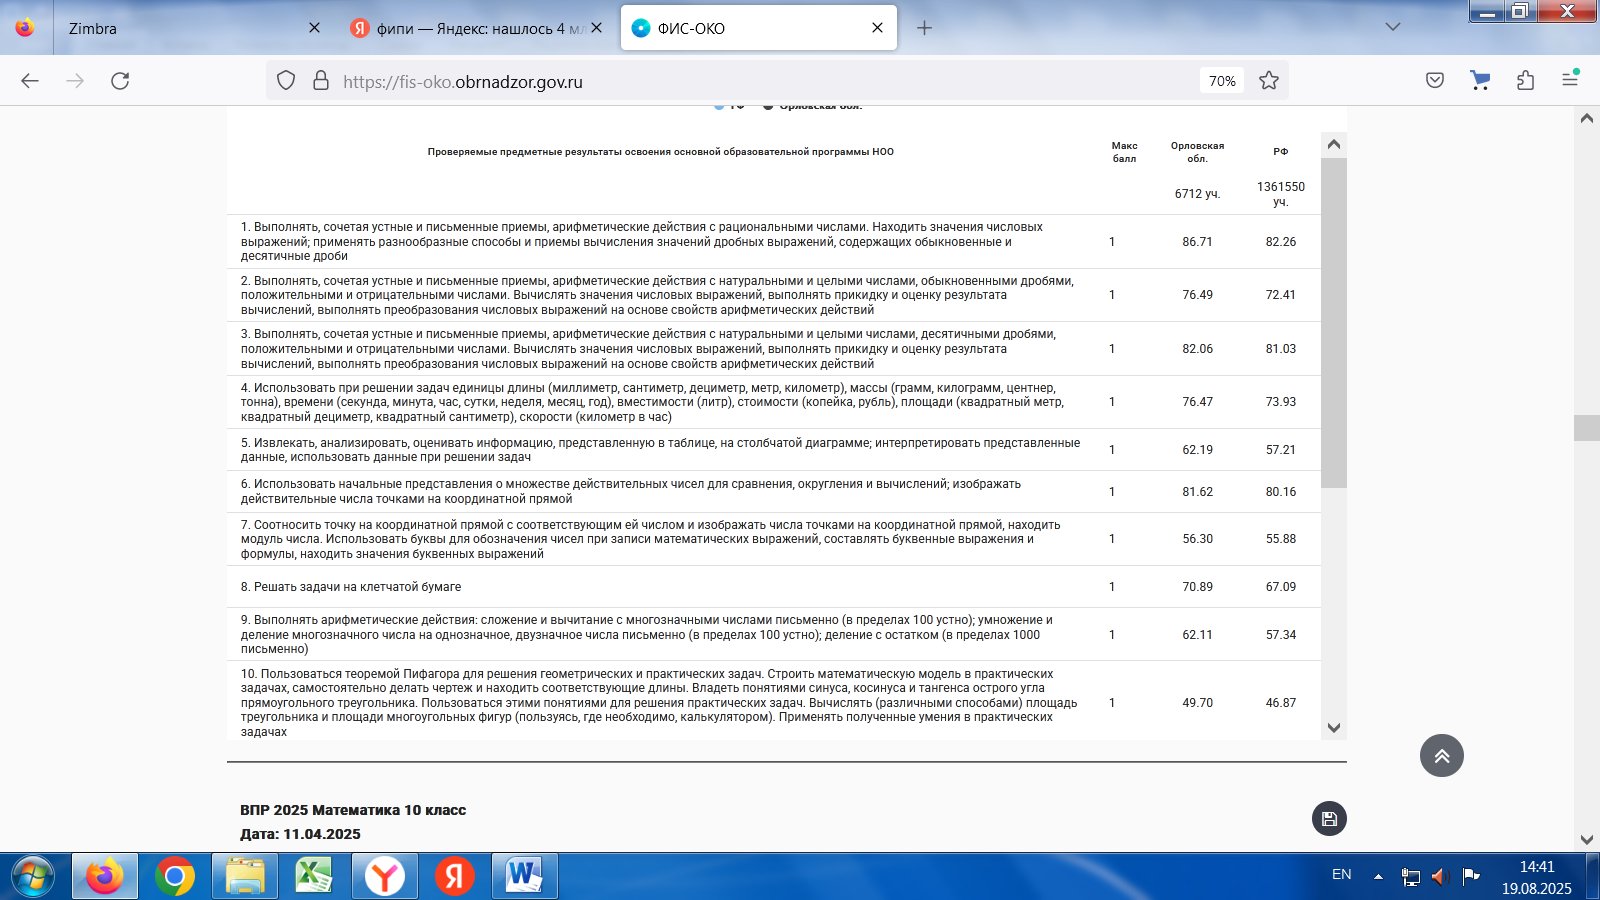 Zimbra
фипи — Яндекс: нашлось 4 мл
ФИС-ОКО
https://fis-oko.obrnadzor.gov.ru
70%
РФ Орловская обл.
Проверяемые предметные результаты освоения основной образовательной программы НОО
Макс
балл
Орловская
обл.
РФ
6712 уч.
1361550
уч.
1. Выполнять, сочетая устные и письменные приемы, арифметические действия с рациональными числами. Находить значения числовых
выражений; применять разнообразные способы и приемы вычисления значений дробных выражений, содержащих обыкновенные и
десятичные дроби
1 86.71 82.26
2. Выполнять, сочетая устные и письменные приемы, арифметические действия с натуральными и целыми числами, обыкновенными дробями,
положительными и отрицательными числами. Вычислять значения числовых выражений, выполнять прикидку и оценку результата
вычислений, выполнять преобразования числовых выражений на основе свойств арифметических действий
1 76.49 72.41
3. Выполнять, сочетая устные и письменные приемы, арифметические действия с натуральными и целыми числами, десятичными дробями,
положительными и отрицательными числами. Вычислять значения числовых выражений, выполнять прикидку и оценку результата
вычислений, выполнять преобразования числовых выражений на основе свойств арифметических действий
1 82.06 81.03
4. Использовать при решении задач единицы длины (миллиметр, сантиметр, дециметр, метр, километр), массы (грамм, килограмм, центнер,
тонна), времени (секунда, минута, час, сутки, неделя, месяц, год), вместимости (литр), стоимости (копейка, рубль), площади (квадратный метр,
квадратный дециметр, квадратный сантиметр), скорости (километр в час)
1 76.47 73.93
5. Извлекать, анализировать, оценивать информацию, представленную в таблице, на столбчатой диаграмме; интерпретировать представленные
данные, использовать данные при решении задач
1 62.19 57.21
6. Использовать начальные представления о множестве действительных чисел для сравнения, округления и вычислений; изображать
действительные числа точками на координатной прямой
1 81.62 80.16
7. Соотносить точку на координатной прямой с соответствующим ей числом и изображать числа точками на координатной прямой, находить
модуль числа. Использовать буквы для обозначения чисел при записи математических выражений, составлять буквенные выражения и
формулы, находить значения буквенных выражений
1 56.30 55.88
8. Решать задачи на клетчатой бумаге
1 70.89 67.09
9. Выполнять арифметические действия: сложение и вычитание с многозначными числами письменно (в пределах 100 устно); умножение и
деление многозначного числа на однозначное, двузначное числа письменно (в пределах 100 устно); деление с остатком (в пределах 1000
письменно)
1 62.11 57.34
10. Пользоваться теоремой Пифагора для решения геометрических и практических задач. Строить математическую модель в практических
задачах, самостоятельно делать чертеж и находить соответствующие длины. Владеть понятиями синуса, косинуса и тангенса острого угла
прямоугольного треугольника. Пользоваться этими понятиями для решения практических задач. Вычислять (различными способами) площадь
треугольника и площади многоугольных фигур (пользуясь, где необходимо, калькулятором). Применять полученные умения в практических
задачах
1 49.70 46.87
ВПР 2025 Математика 10 класс
Дата: 11.04.2025
EN
14:41
19.08.2025